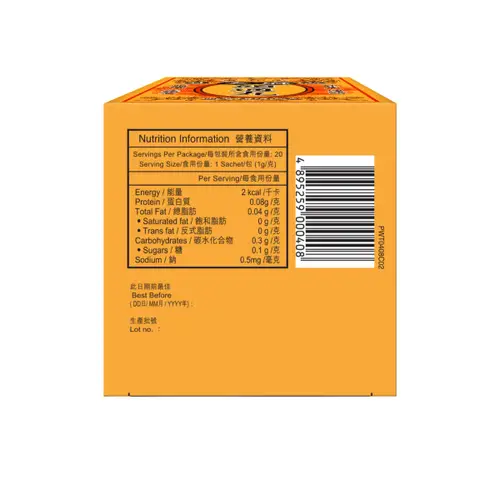 Nutrition Information 營養資料
Servings Per Package/每包裝所含食用份量: 20
Serving Size/食用份量: 1 Sachet/包 (1g/克)
Per Serving/每食用份量
Energy / 能量 2 kcal /千卡
Protein / 蛋白質 0.08g /克
Total Fat / 總脂肪 0.04 g /克
• Saturated fat / 飽和脂肪 0 g /克
• Trans fat / 反式脂肪 0 g /克
Carbohydrates / 碳水化合物 0.3 g /克
• Sugars / 糖 0.1 g /克
Sodium / 鈉 0.5mg /毫克
4 895259 000408
PWT0408C02
此日期前最佳
Best Before
( DD日/ MM月 / YYYY年) :
生產批號
Lot no. :